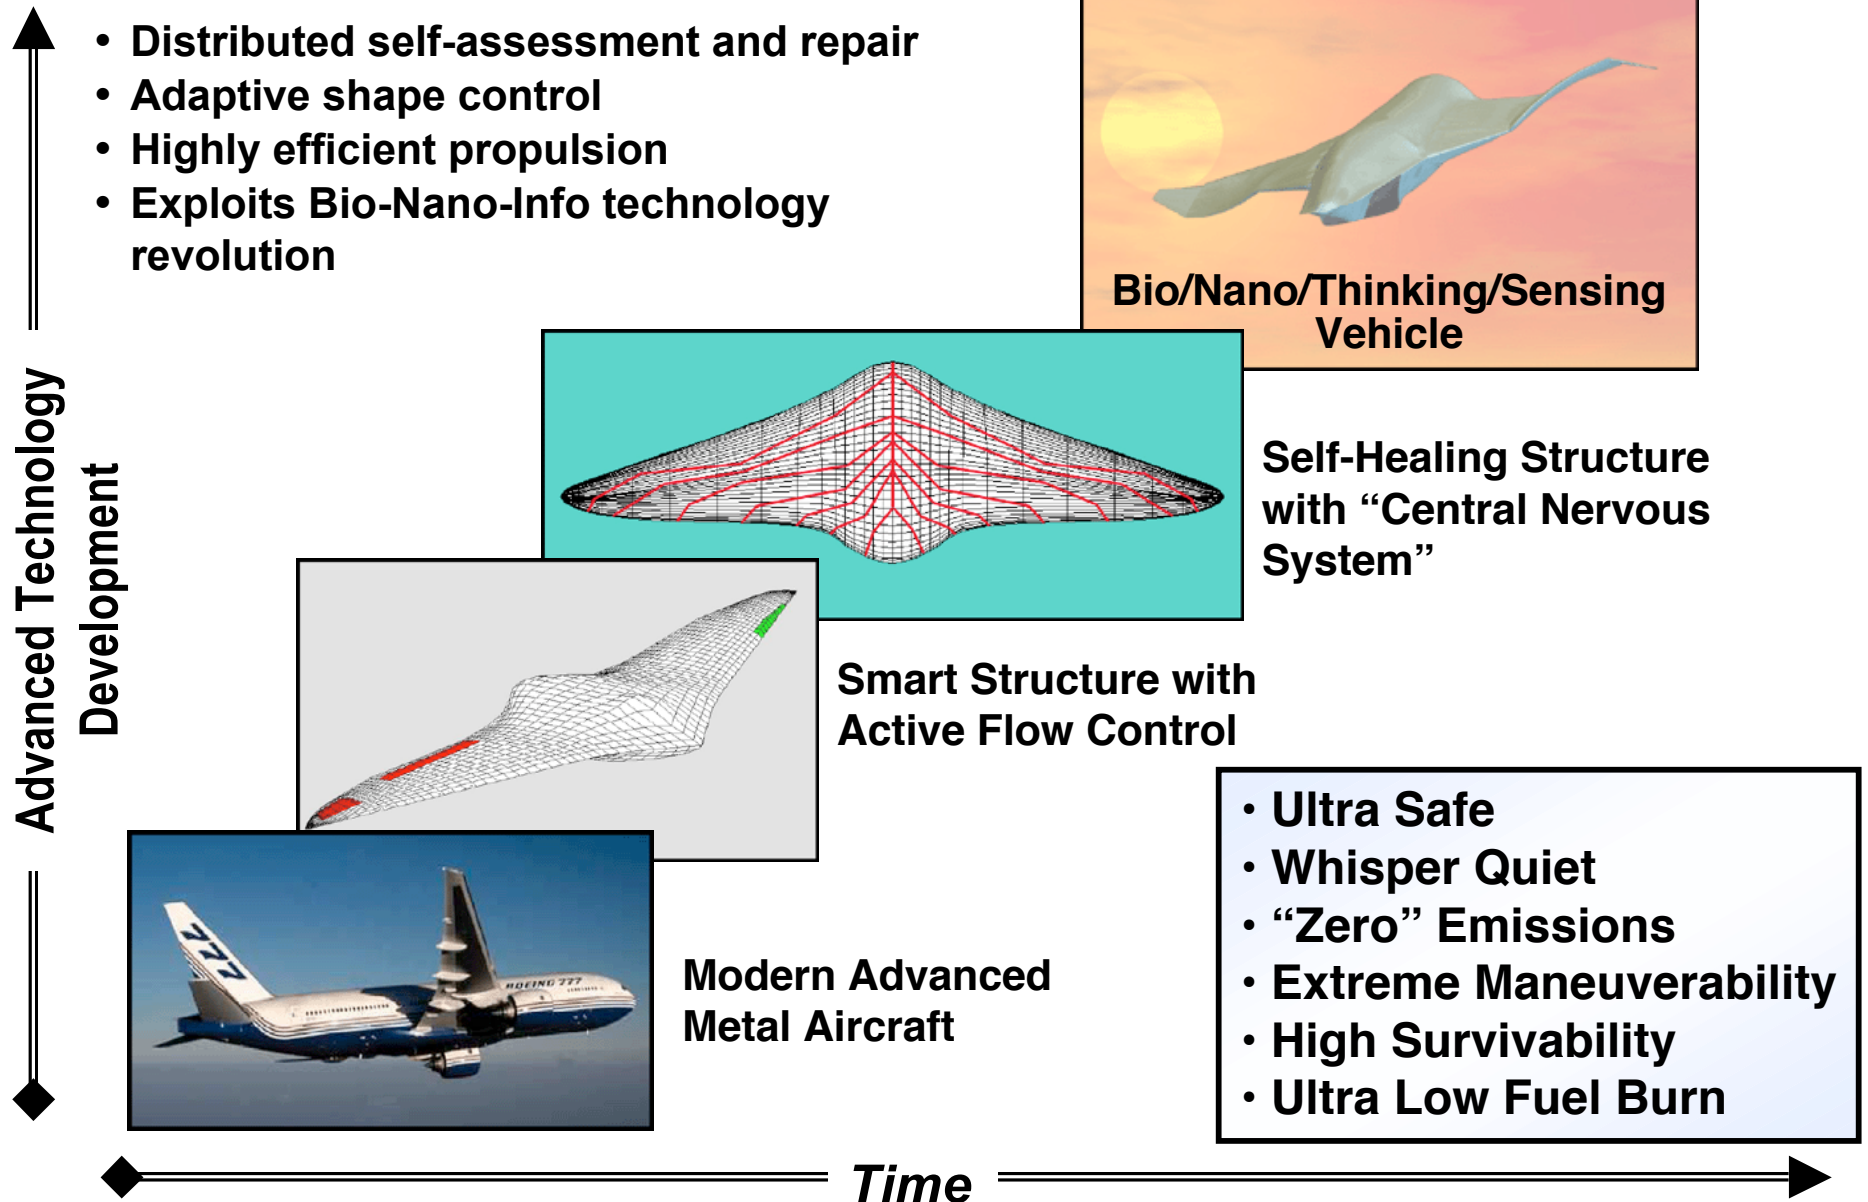 • Distributed self-assessment and repair
• Adaptive shape control
• Highly efficient propulsion
• Exploits Bio-Nano-Info technology
revolution
Bio/Nano/Thinking/Sensing
Vehicle
Self-Healing Structure
with “Central Nervous
System”
Smart Structure with
Active Flow Control
Modern Advanced
Metal Aircraft
777
BOEING 777
• Ultra Safe
• Whisper Quiet
• “Zero” Emissions
• Extreme Maneuverability
• High Survivability
• Ultra Low Fuel Burn
Advanced Technology
Development
Time